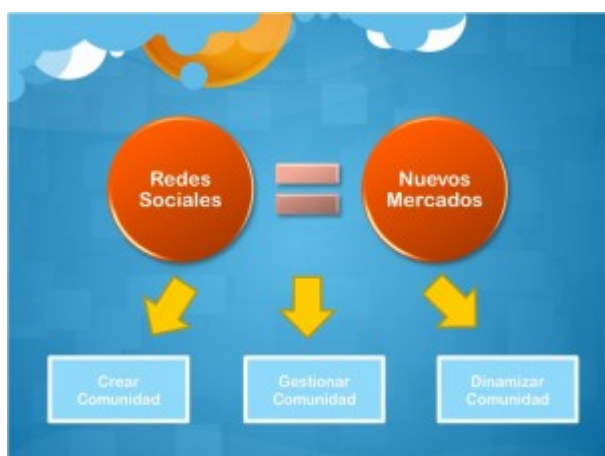 Redes
Sociales
Nuevos
Mercados
Crear
Comunidad
Gestionar
Comunidad
Dinamizar
Comunidad